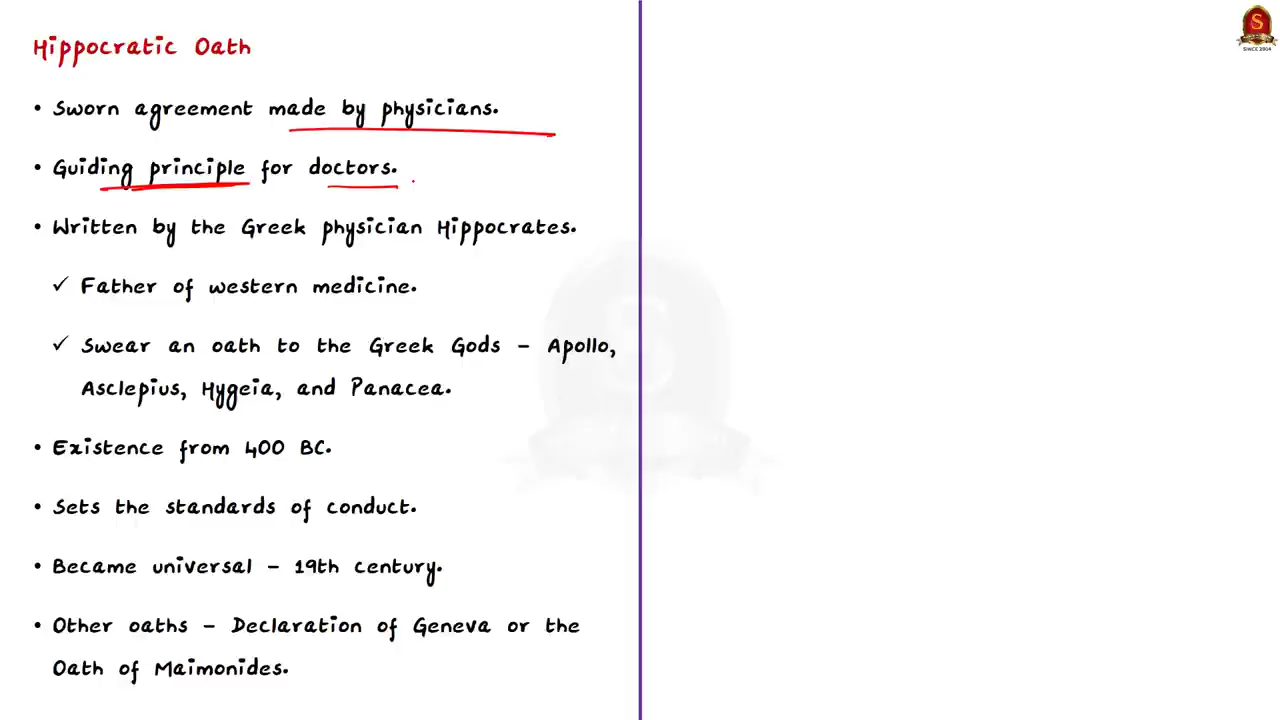 Hippocratic Oath
• Sworn agreement made by physicians.
• Guiding principle for doctors.
• Written by the Greek physician Hippocrates.
✓ Father of western medicine.
✓ Swear an oath to the Greek Gods – Apollo,
Asclepius, Hygeia, and Panacea.
• Existence from 400 BC.
• Sets the standards of conduct.
• Became universal – 19th century.
• Other oaths – Declaration of Geneva or the
Oath of Maimonides.
S
SINCE 2004